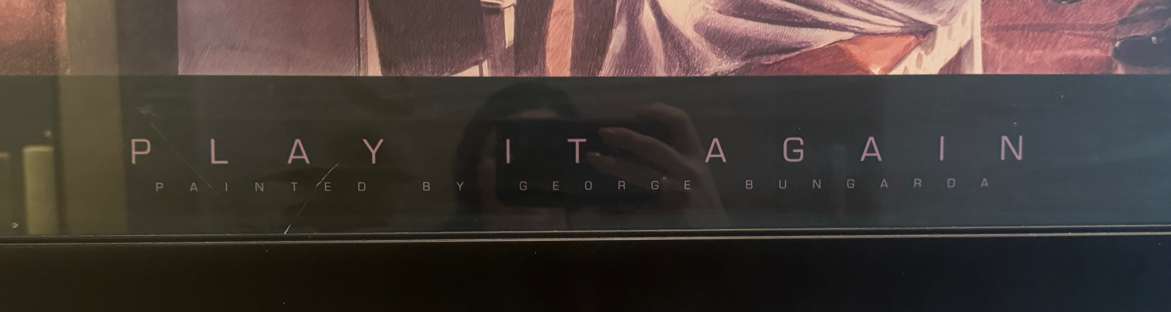 PLAY IT AGAIN
PAINTED BY GEORGE BUNGARDA